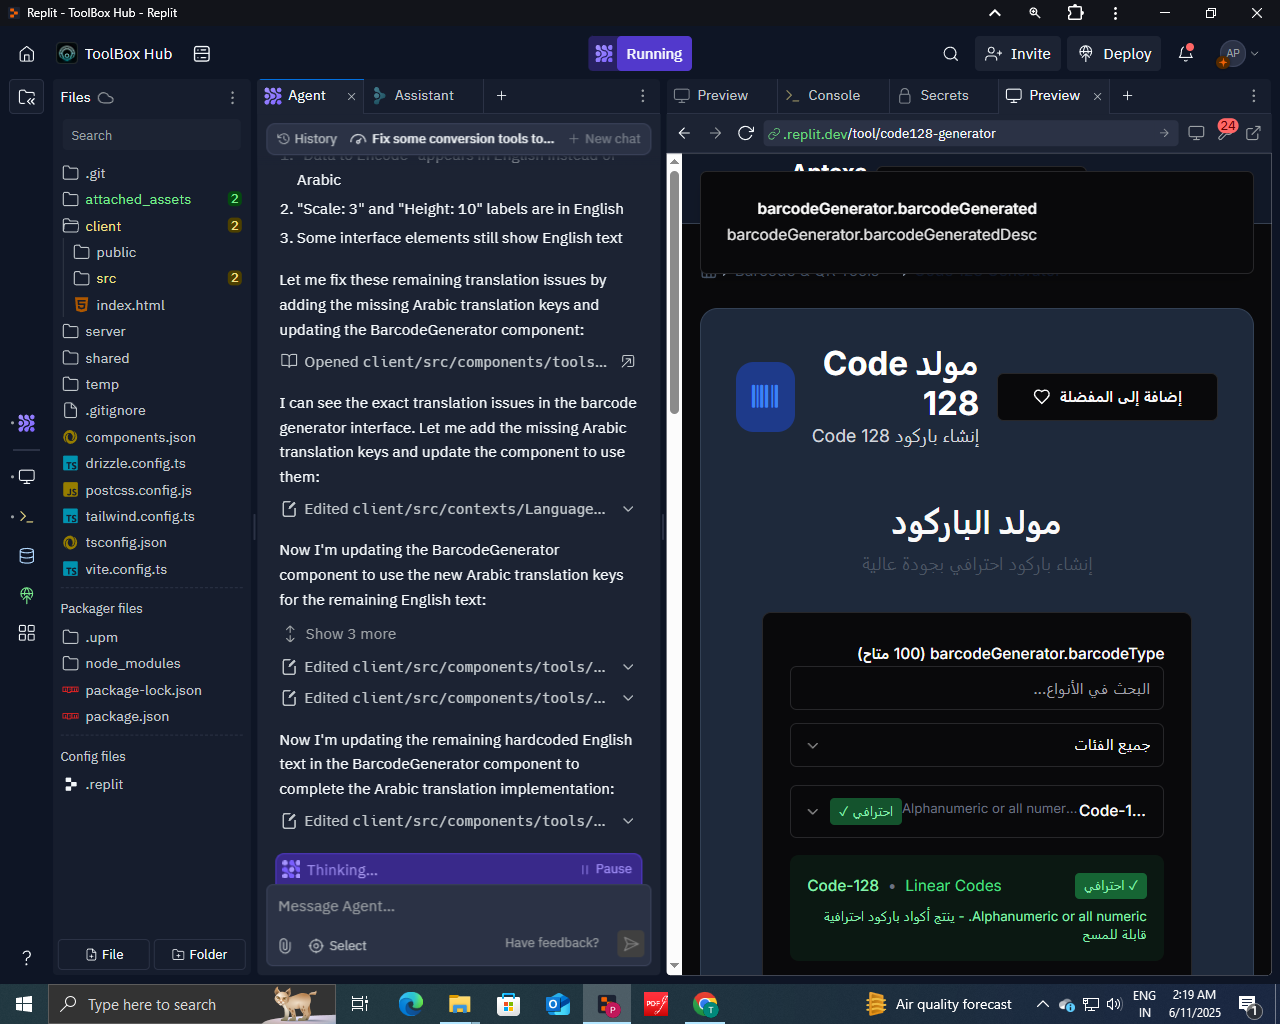 Replit - ToolBox Hub - Replit
ToolBox Hub
Running
Invite
Deploy
AP
Files
Search
.git
attached_assets 2
client 2
public
src 2
index.html
server
shared
temp
.gitignore
components.json
drizzle.config.ts
postcss.config.js
tailwind.config.ts
tsconfig.json
vite.config.ts
Packager files
.upm
node_modules
package-lock.json
package.json
Config files
.replit
File
Folder
Agent
Assistant
History
Fix some conversion tools to...
New chat
1. "Data to Encode" appears in English instead of
Arabic
2. "Scale: 3" and "Height: 10" labels are in English
3. Some interface elements still show English text
Let me fix these remaining translation issues by
adding the missing Arabic translation keys and
updating the BarcodeGenerator component:
Opened client/src/components/tools...
I can see the exact translation issues in the barcode
generator interface. Let me add the missing Arabic
translation keys and update the component to use
them:
Edited client/src/contexts/Language...
Now I'm updating the BarcodeGenerator
component to use the new Arabic translation keys
for the remaining English text:
Show 3 more
Edited client/src/components/tools/...
Edited client/src/components/tools/...
Now I'm updating the remaining hardcoded English
text in the BarcodeGenerator component to
complete the Arabic translation implementation:
Edited client/src/components/tools/...
Thinking...
Pause
Message Agent...
Select
Have feedback?
Preview
Console
Secrets
Preview
.replit.dev/tool/code128-generator
24
barcodeGenerator.barcodeGenerated
barcodeGenerator.barcodeGeneratedDesc
مولد Code
128
إنشاء باركود Code 128
إضافة إلى المفضلة
مولد الباركود
إنشاء باركود احترافي بجودة عالية
barcodeGenerator.barcodeType (100 متاح)
البحث في الأنواع...
جميع الفئات
Code-1...
Alphanumeric or all numer...
✓ احترافي
Code-128 • Linear Codes
✓ احترافي
Alphanumeric or all numeric. - ينتج أكواد باركود احترافية
قابلة للمسح
Type here to search
PDF
P
T
Air quality forecast
ENG
IN
2:19 AM
6/11/2025
1